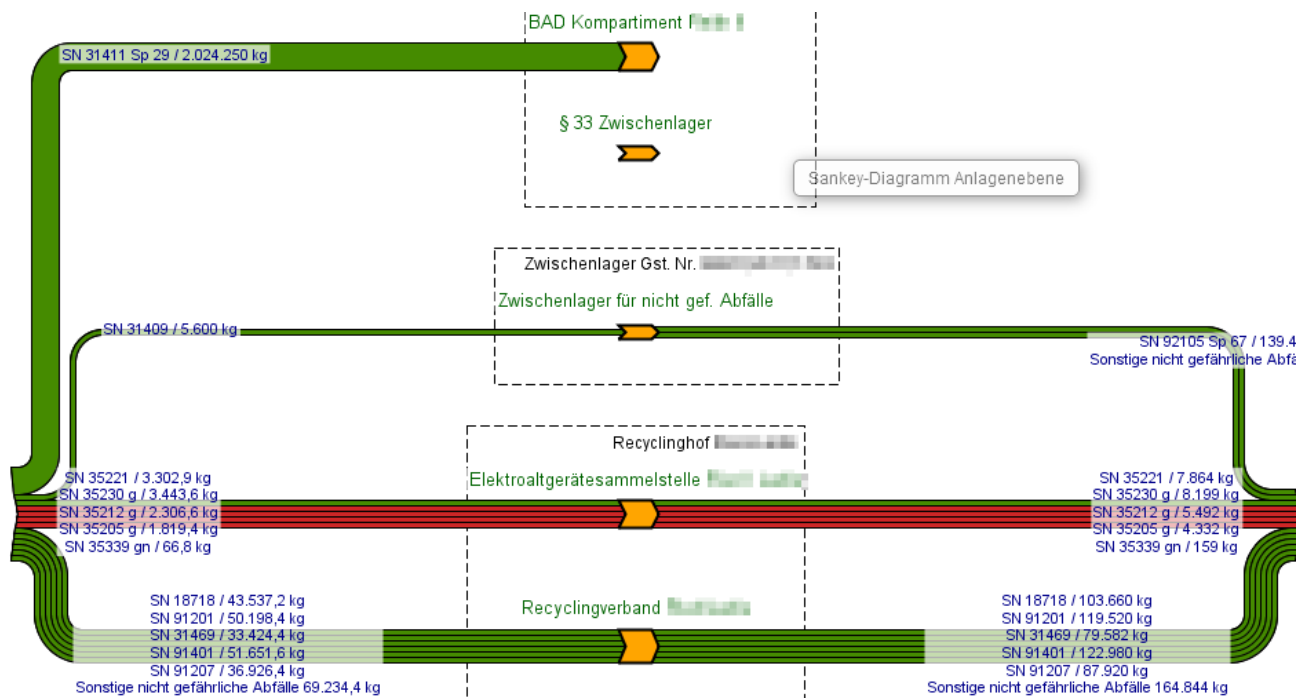 BAD Kompartiment
SN 31411 Sp 29 / 2.024.250 kg
§ 33 Zwischenlager
Sankey-Diagramm Anlagenebene
Zwischenlager Gst. Nr.
Zwischenlager für nicht gef. Abfälle
SN 31409 / 5.600 kg
SN 92105 Sp 67 / 139.4
Sonstige nicht gefährliche Abfä
Recyclinghof
Elektroaltgerätesammelstelle
SN 35221 / 3.302,9 kg
SN 35230 g / 3.443,6 kg
SN 35212 g / 2.306,6 kg
SN 35205 g / 1.819,4 kg
SN 35339 gn / 66,8 kg
SN 35221 / 7.864 kg
SN 35230 g / 8.199 kg
SN 35212 g / 5.492 kg
SN 35205 g / 4.332 kg
SN 35339 gn / 159 kg
Recyclingverband
SN 18718 / 43.537,2 kg
SN 91201 / 50.198,4 kg
SN 31469 / 33.424,4 kg
SN 91401 / 51.651,6 kg
SN 91207 / 36.926,4 kg
Sonstige nicht gefährliche Abfälle 69.234,4 kg
SN 18718 / 103.660 kg
SN 91201 / 119.520 kg
SN 31469 / 79.582 kg
SN 91401 / 122.980 kg
SN 91207 / 87.920 kg
Sonstige nicht gefährliche Abfälle 164.844 kg